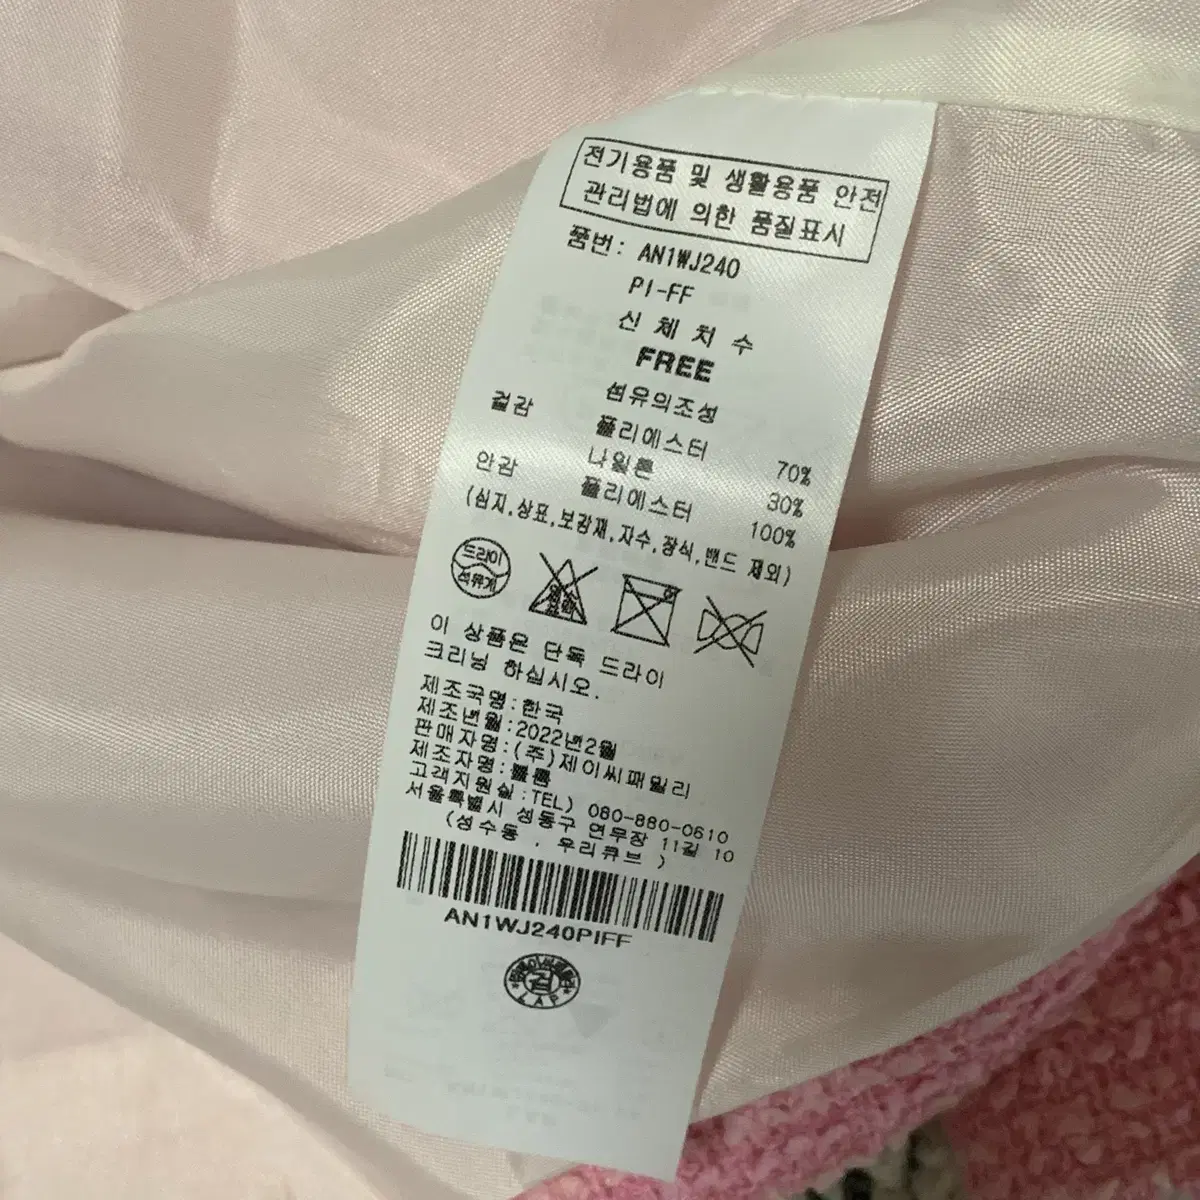 전기용품 및 생활용품 안전
관리법에 의한 품질표시
품번: AN1WJ240
PI-FF
신체치수
FREE
섬유의조성
겉감 폴리에스터 70%
나일론 30%
안감 폴리에스터 100%
(심지,상표,보강재,자수,장식,밴드 제외)
드라이
석유계
이 상품은 단독 드라이
크리닝 하십시오.
제조국명:한국
제조년월:2022년2월
판매자명:(주)제이씨패밀리
제조자명:
고객지원실:TEL) 080-880-0610
서울특별시 성동구 연무장 11길 10
(성수동, 우리큐브)
AN1WJ240PIFF
검
LAP